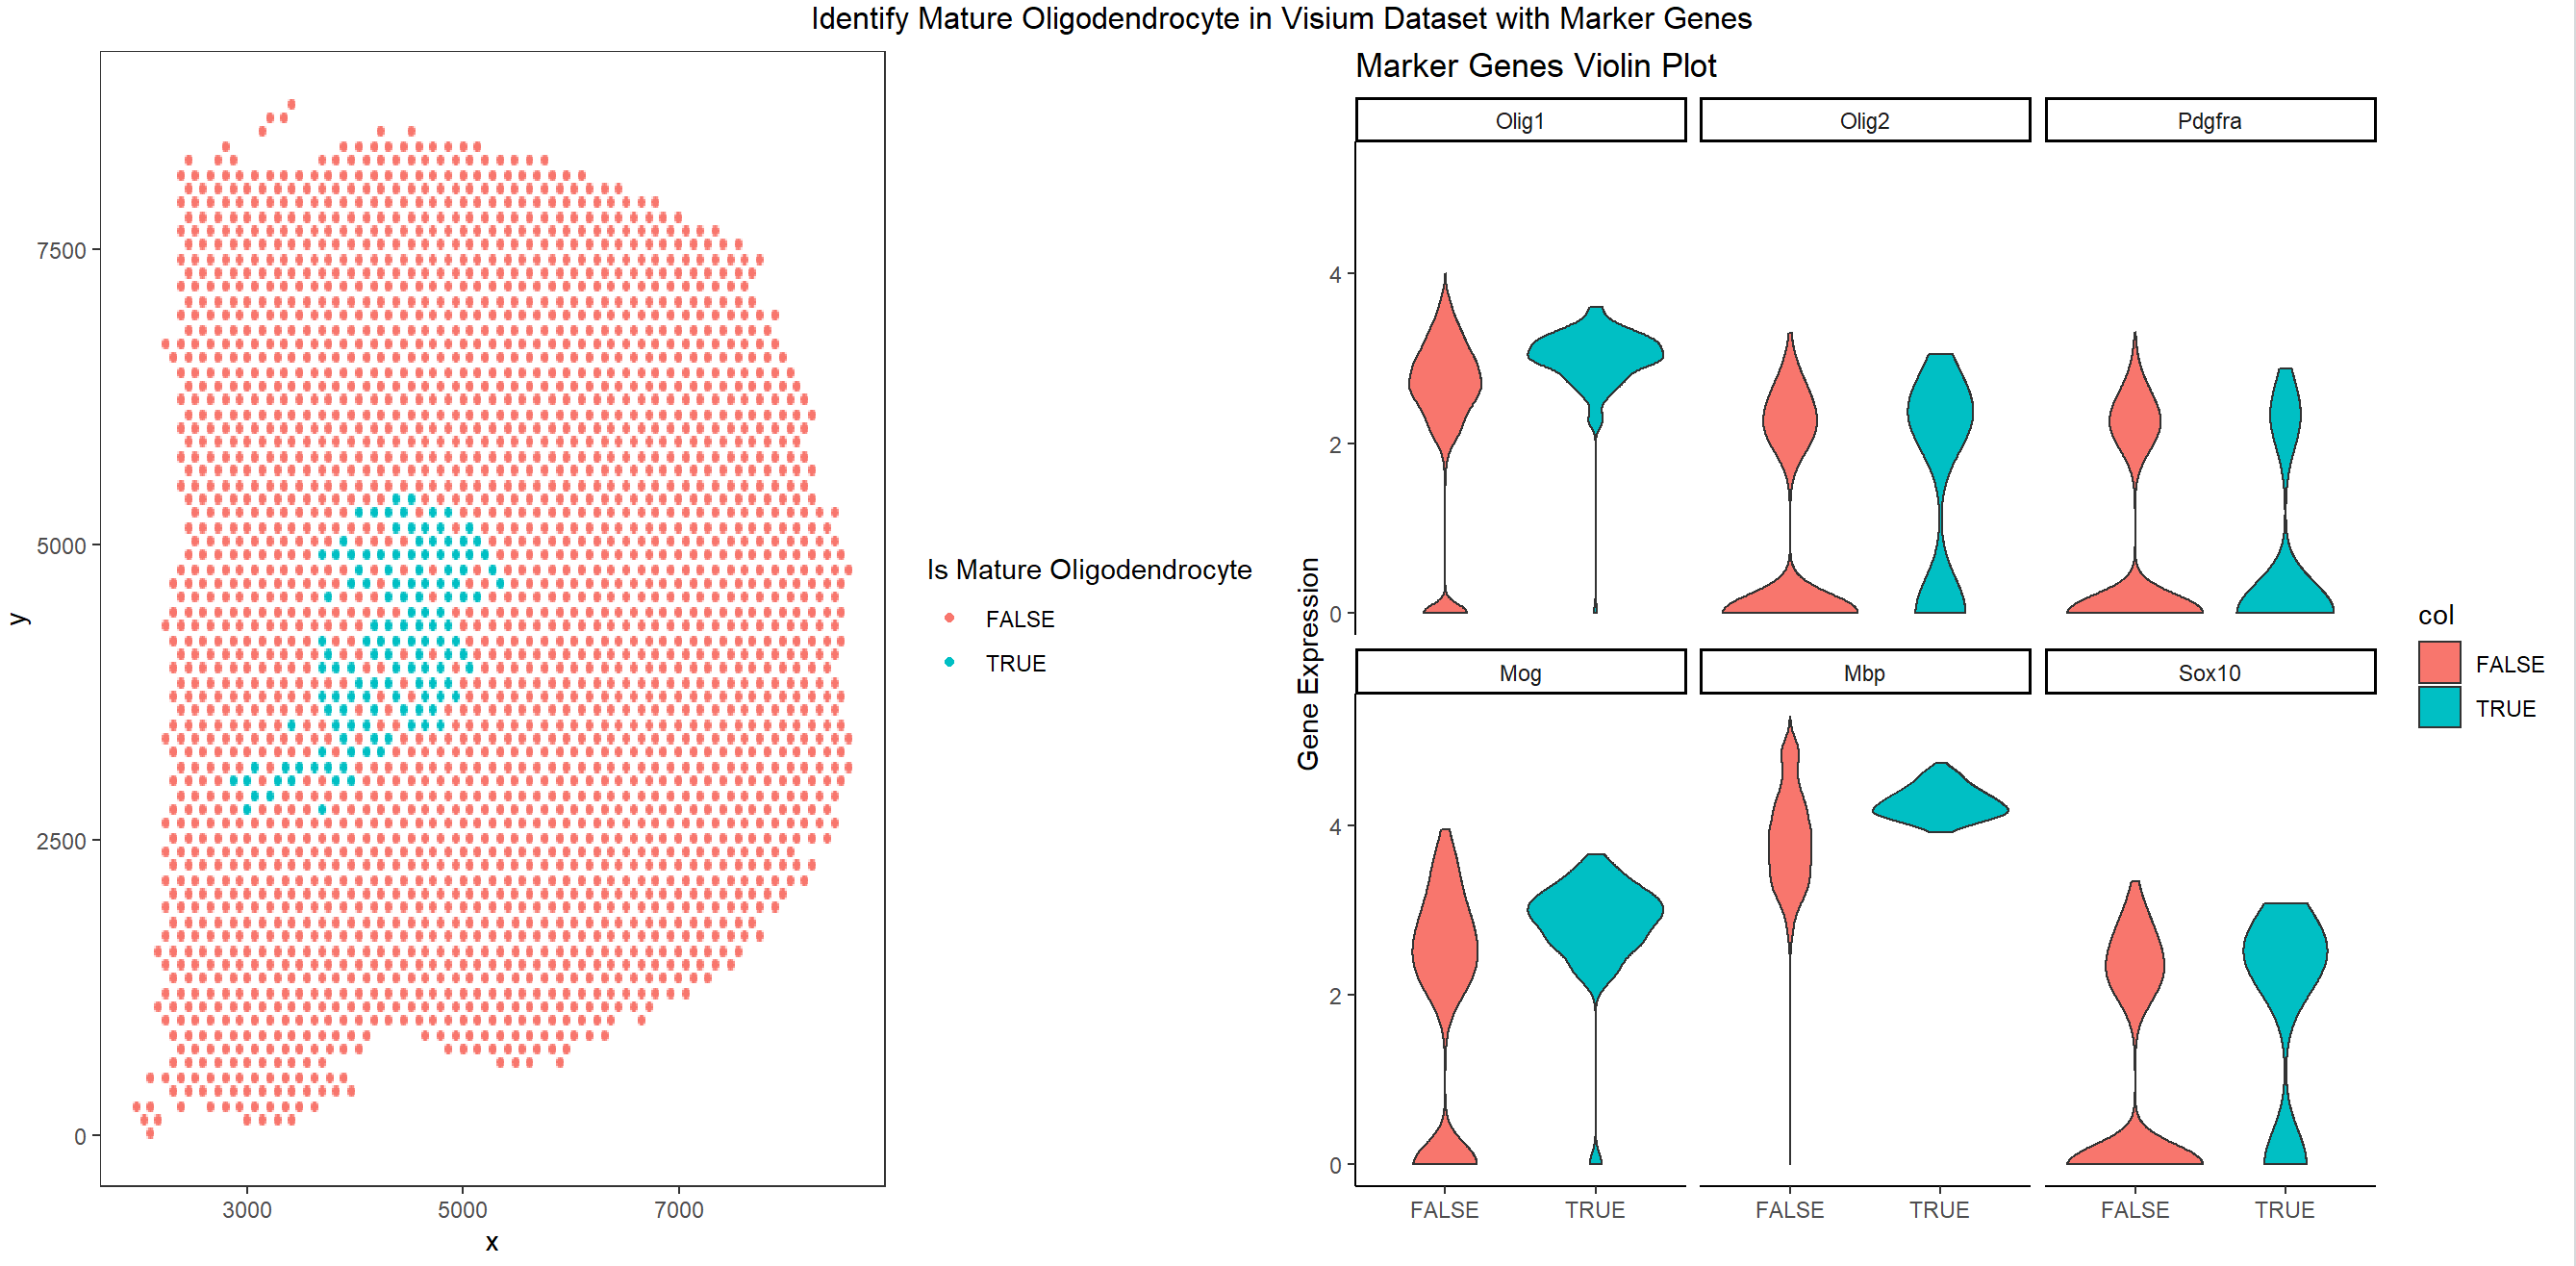 Identify Mature Oligodendrocyte in Visium Dataset with Marker Genes
7500
5000
2500
0
y
3000 5000 7000
x
Is Mature Oligodendrocyte
FALSE
TRUE
Marker Genes Violin Plot
Olig1 Olig2 Pdgfra
4
2
0
Mog Mbp Sox10
4
2
0
Gene Expression
FALSE TRUE FALSE TRUE FALSE TRUE
col
FALSE
TRUE